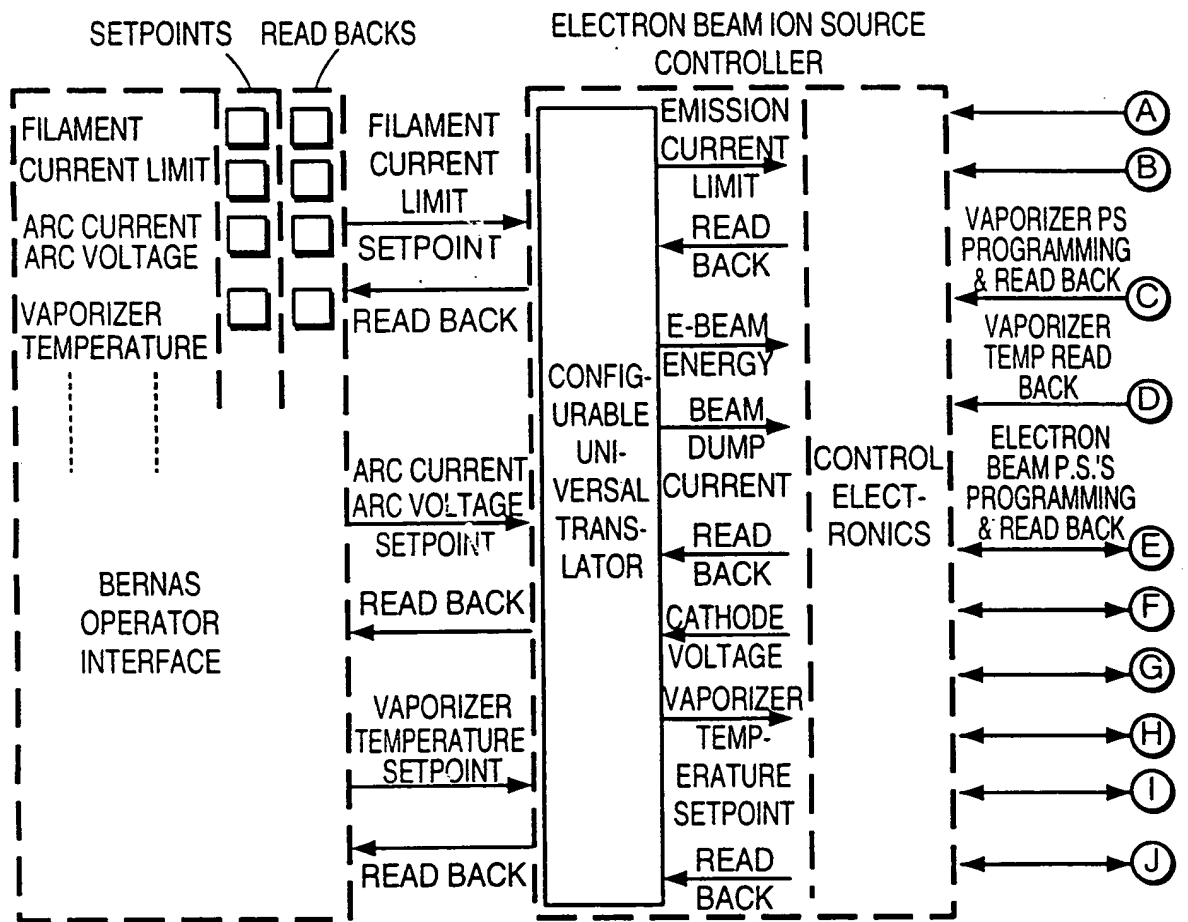 SETPOINTS READ BACKS
ELECTRON BEAM ION SOURCE
CONTROLLER
FILAMENT
CURRENT LIMIT
ARC CURRENT
ARC VOLTAGE
VAPORIZER
TEMPERATURE
BERNAS
OPERATOR
INTERFACE
FILAMENT
CURRENT
LIMIT
SETPOINT
READ BACK
ARC CURRENT
ARC VOLTAGE
SETPOINT
READ BACK
VAPORIZER
TEMPERATURE
SETPOINT
READ BACK
CONFIG-
URABLE
UNI-
VERSAL
TRANS-
LATOR
EMISSION
CURRENT
LIMIT
READ
BACK
E-BEAM
ENERGY
BEAM
DUMP
CURRENT
READ
BACK
CATHODE
VOLTAGE
VAPORIZER
TEMP-
ERATURE
SETPOINT
READ
BACK
CONTROL
ELECT-
RONICS
A
B
VAPORIZER PS
PROGRAMMING
& READ BACK
C
VAPORIZER
TEMP READ
BACK
D
ELECTRON
BEAM P.S.'S
PROGRAMMING
& READ BACK
E
F
G
H
I
J